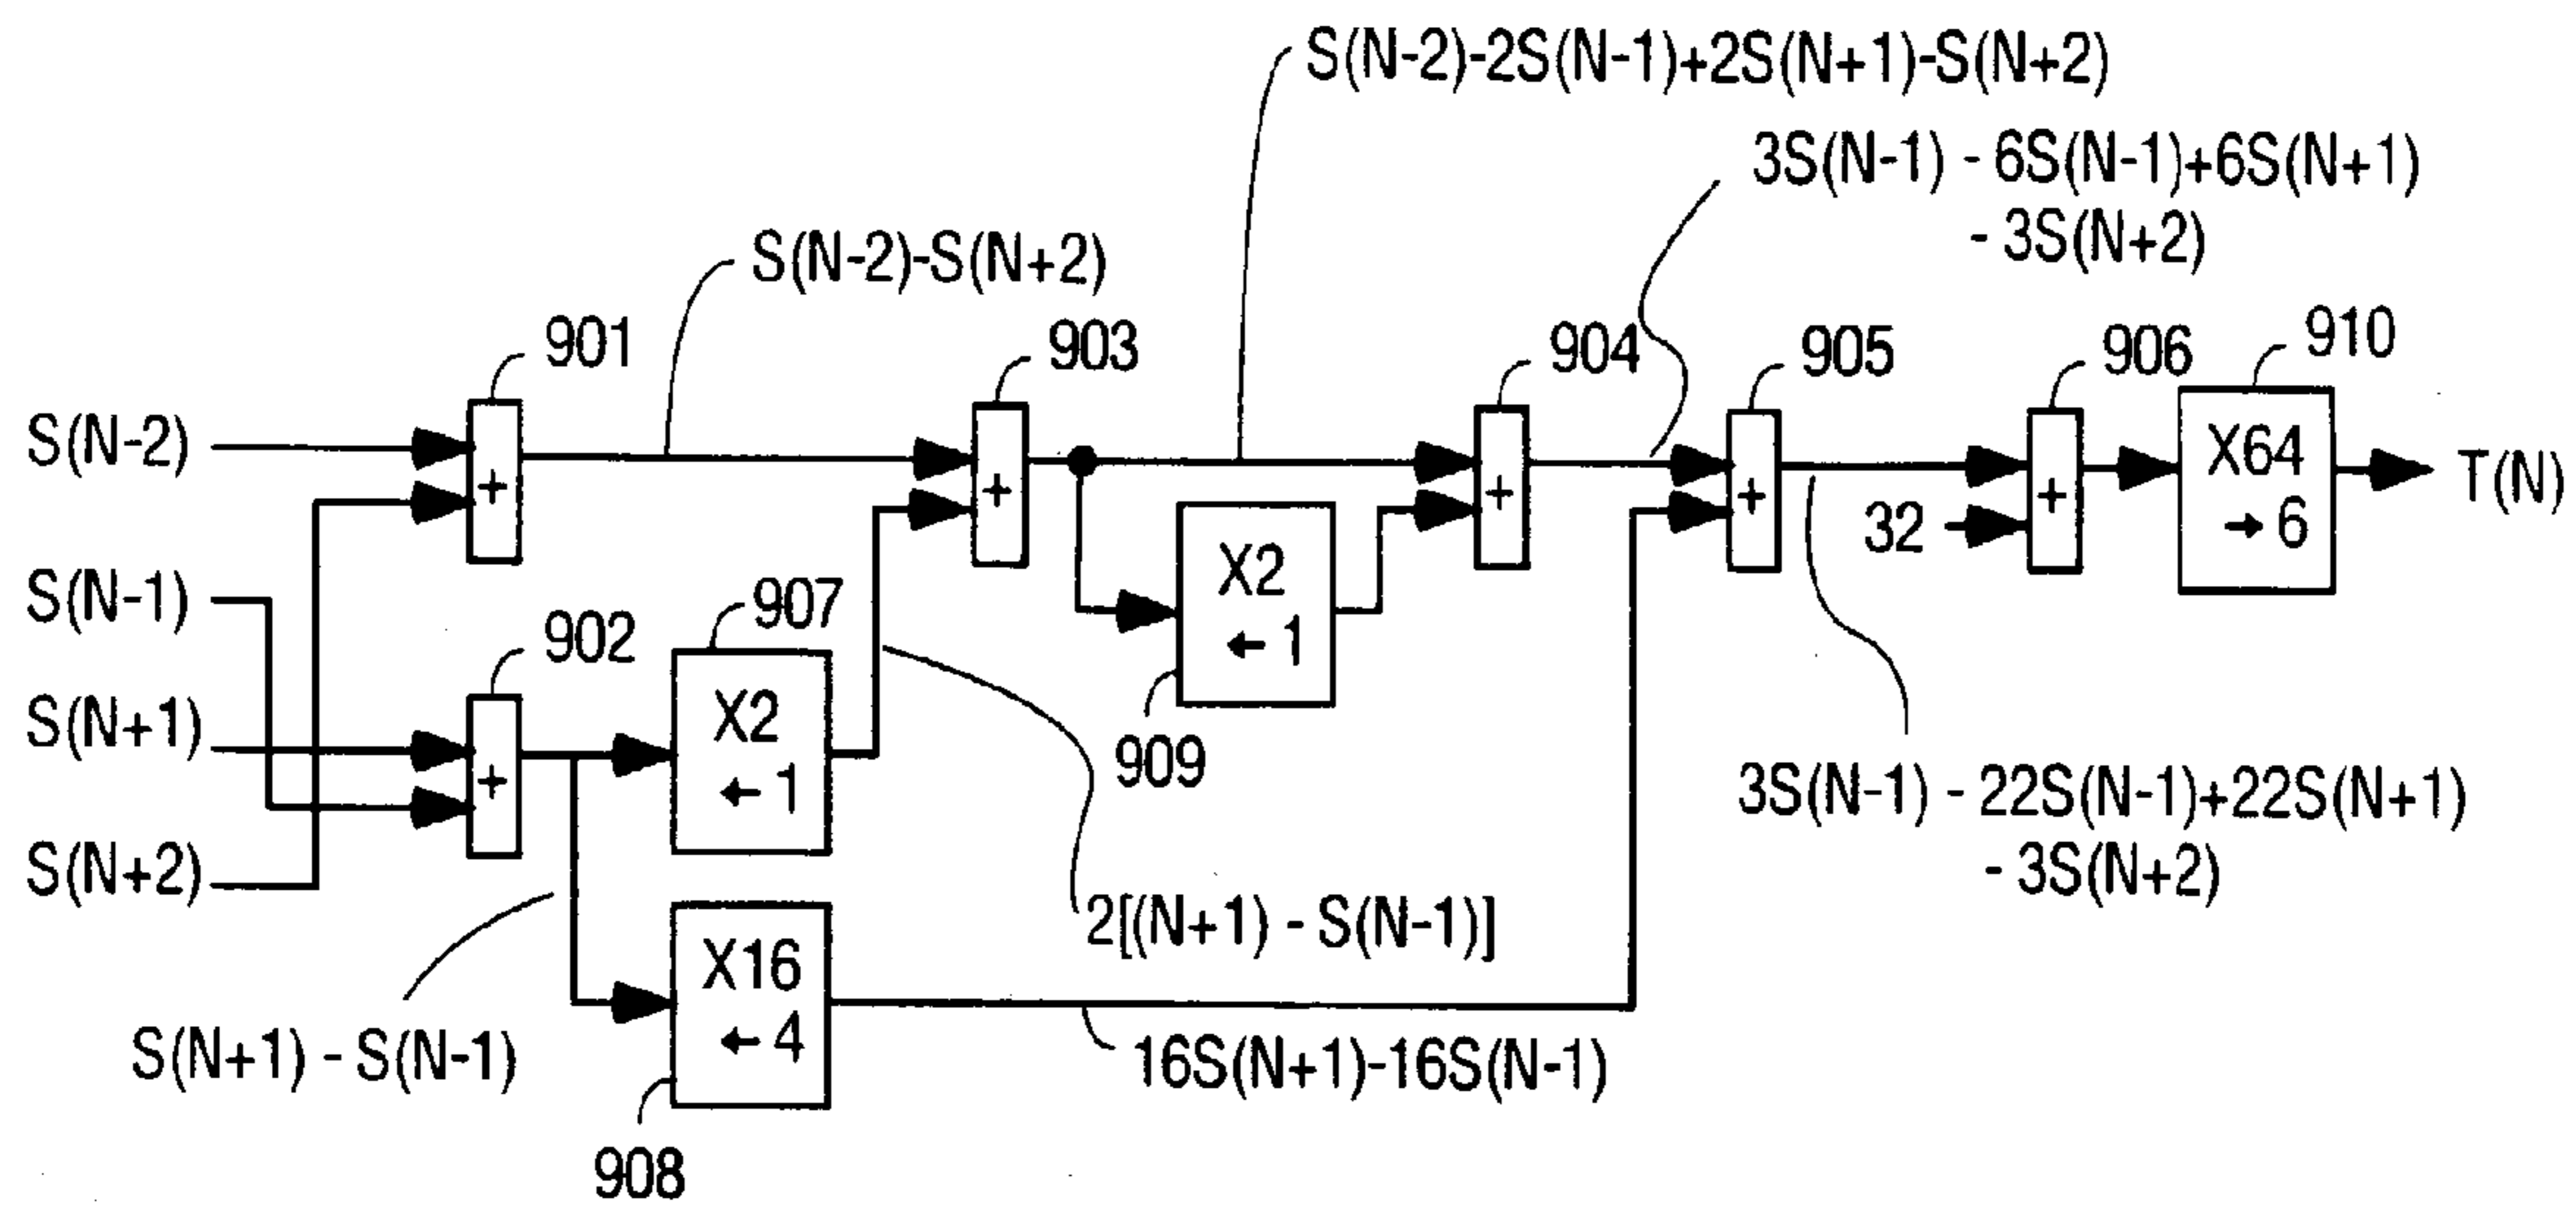 S(N-2)-2S(N-1)+2S(N+1)-S(N+2)
3S(N-1) - 6S(N-1)+6S(N+1)
- 3S(N+2)
S(N-2)-S(N+2)
901
903
904
905
906
910
S(N-2)
+
+
+
+
32
+
X64
→ 6
T(N)
S(N-1)
X2
← 1
902
907
909
S(N+1)
+
X2
← 1
3S(N-1) - 22S(N-1)+22S(N+1)
- 3S(N+2)
S(N+2)
2[(N+1) - S(N-1)]
X16
← 4
S(N+1) - S(N-1)
16S(N+1)-16S(N-1)
908